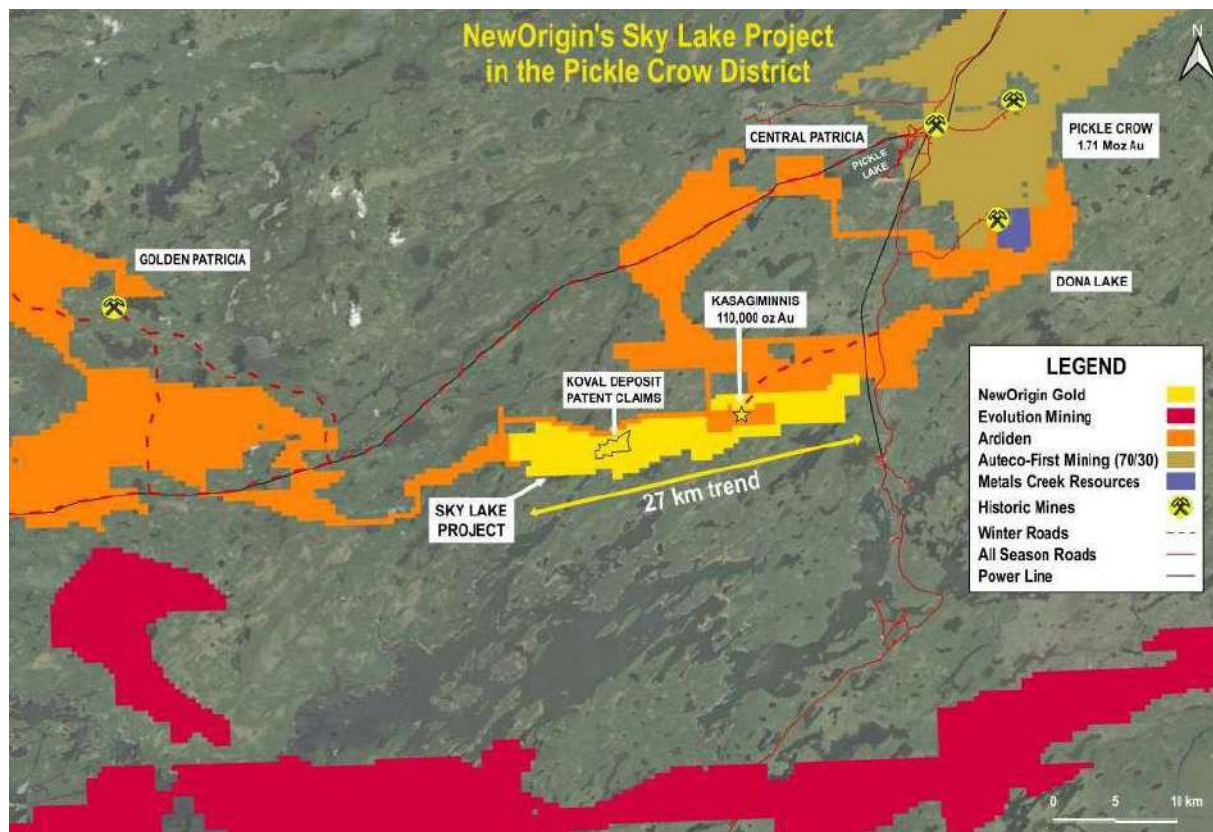 NewOrigin's Sky Lake Project
in the Pickle Crow District
N
CENTRAL PATRICIA
PICKLE
LAKE
PICKLE CROW
1.71 Moz Au
GOLDEN PATRICIA
DONA LAKE
KASAGIMINNIS
110,000 oz Au
KOVAL DEPOSIT
PATENT CLAIMS
SKY LAKE
PROJECT
27 km trend
LEGEND
NewOrigin Gold
Evolution Mining
Ardiden
Auteco-First Mining (70/30)
Metals Creek Resources
Historic Mines
Winter Roads
All Season Roads
Power Line
0 5 10 km